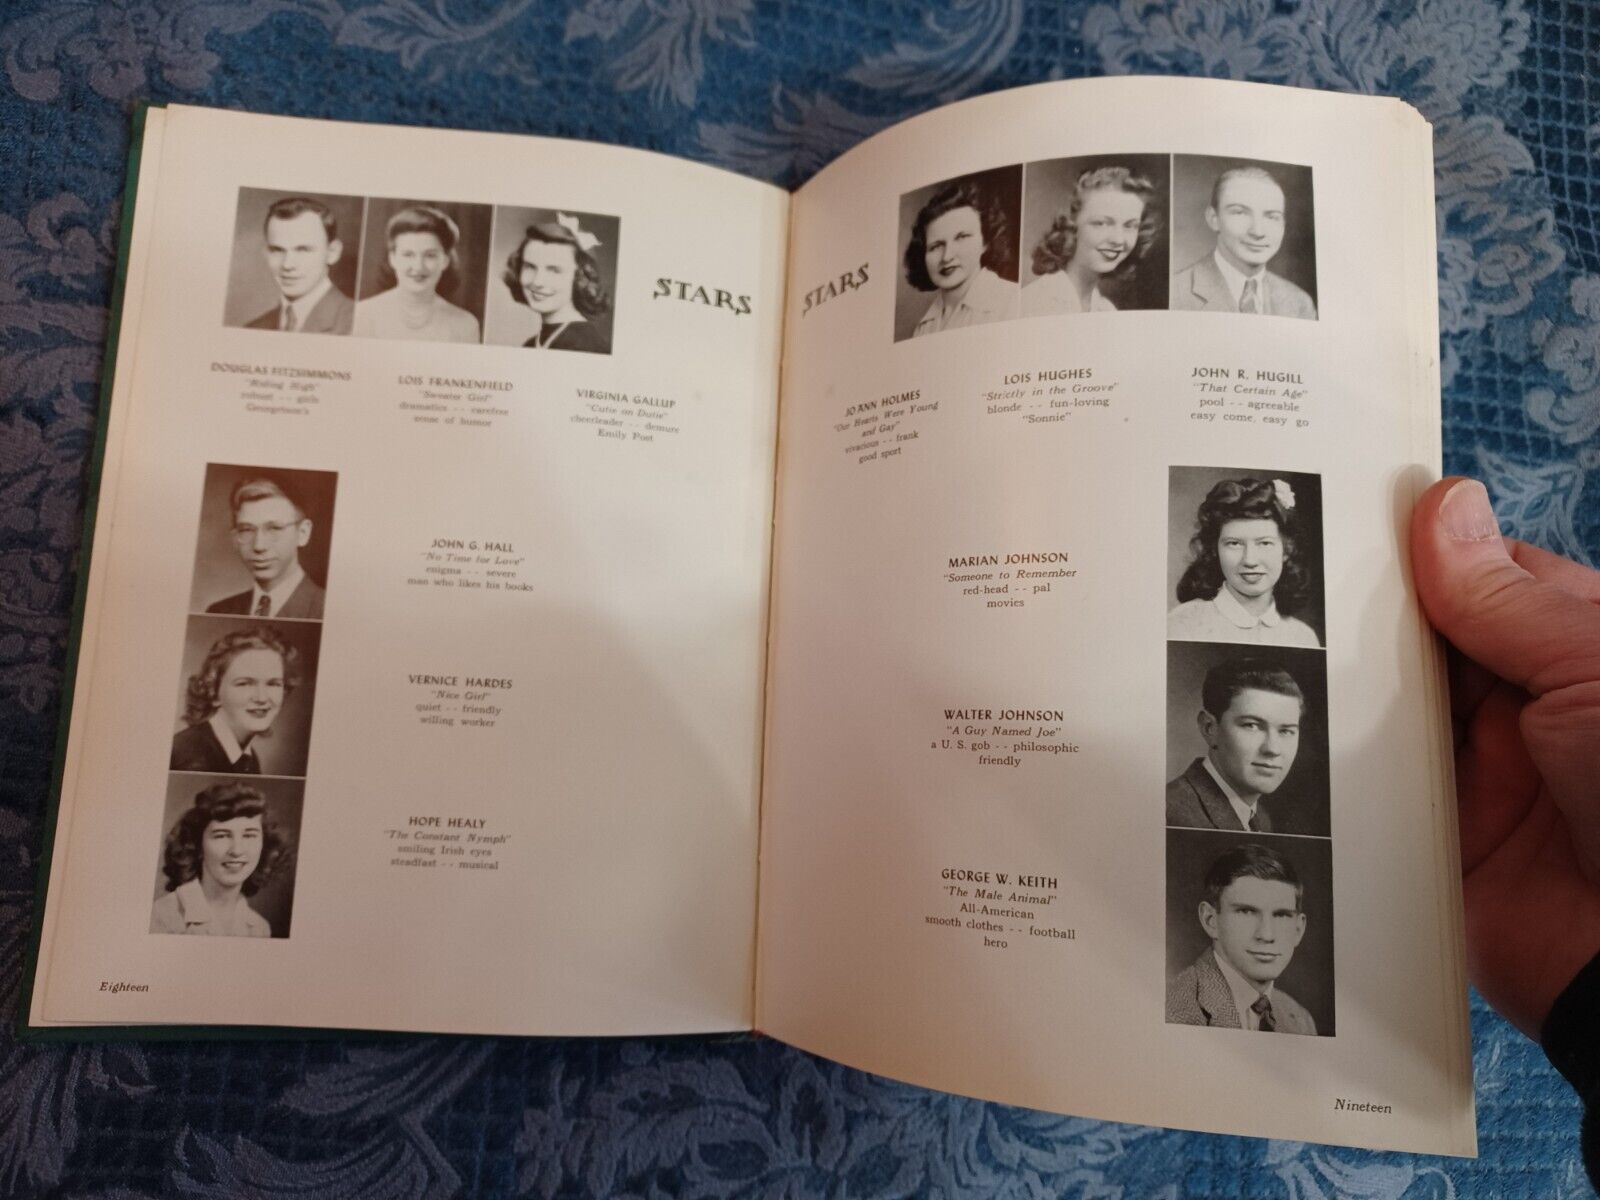 STARS
DOUGLAS FITZSIMMONS
"Riding High"
robust -- girls
Georgetson's
LOIS FRANKENFIELD
"Sweater Girl"
dramatics -- carefree
sense of humor
VIRGINIA GALLUP
"Cutie on Dutie"
cheerleader -- demure
Emily Post
JOHN G. HALL
"No Time for Love"
enigma -- severe
man who likes his books
VERNICE HARDES
"Nice Girl"
quiet -- friendly
willing worker
HOPE HEALY
"The Constant Nymph"
smiling Irish eyes
steadfast -- musical
Eighteen
STARS
JO ANN HOLMES
"Our Hearts Were Young
and Gay"
vivacious -- frank
good sport
LOIS HUGHES
"Strictly in the Groove"
blonde -- fun-loving
"Sonnie"
JOHN R. HUGILL
"That Certain Age"
pool -- agreeable
easy come, easy go
MARIAN JOHNSON
"Someone to Remember
red-head -- pal
movies
WALTER JOHNSON
"A Guy Named Joe"
a U. S. gob -- philosophic
friendly
GEORGE W. KEITH
"The Male Animal"
All-American
smooth clothes -- football
hero
Nineteen